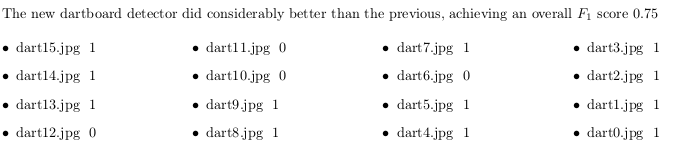 The new dartboard detector did considerably better than the previous, achieving an overall F₁ score 0.75
• dart15.jpg 1
• dart14.jpg 1
• dart13.jpg 1
• dart12.jpg 0
• dart11.jpg 0
• dart10.jpg 0
• dart9.jpg 1
• dart8.jpg 1
• dart7.jpg 1
• dart6.jpg 0
• dart5.jpg 1
• dart4.jpg 1
• dart3.jpg 1
• dart2.jpg 1
• dart1.jpg 1
• dart0.jpg 1